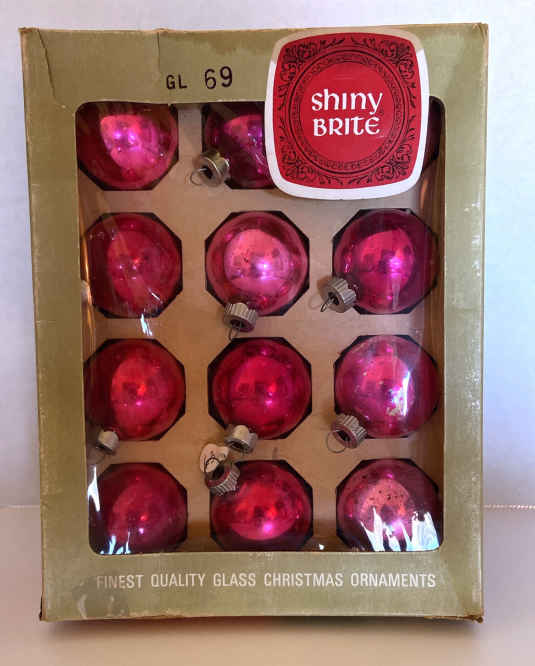 GL 69
shiny
BRITE
FINEST QUALITY GLASS CHRISTMAS ORNAMENTS